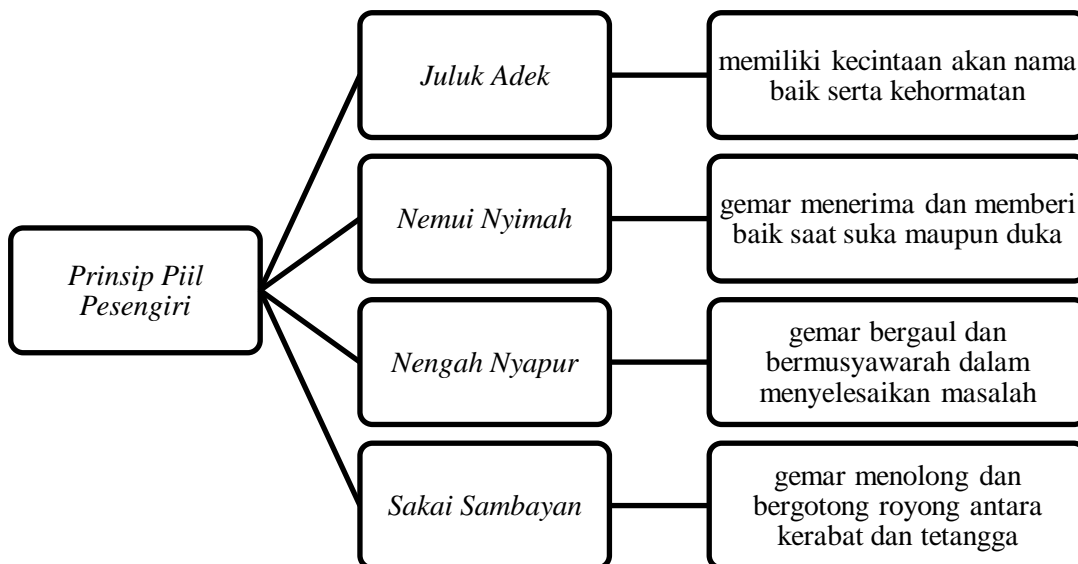 Prinsip Piil
Pesengiri
Juluk Adek
memiliki kecintaan akan nama
baik serta kehormatan
Nemui Nyimah
gemar menerima dan memberi
baik saat suka maupun duka
Nengah Nyapur
gemar bergaul dan
bermusyawarah dalam
menyelesaikan masalah
Sakai Sambayan
gemar menolong dan
bergotong royong antara
kerabat dan tetangga